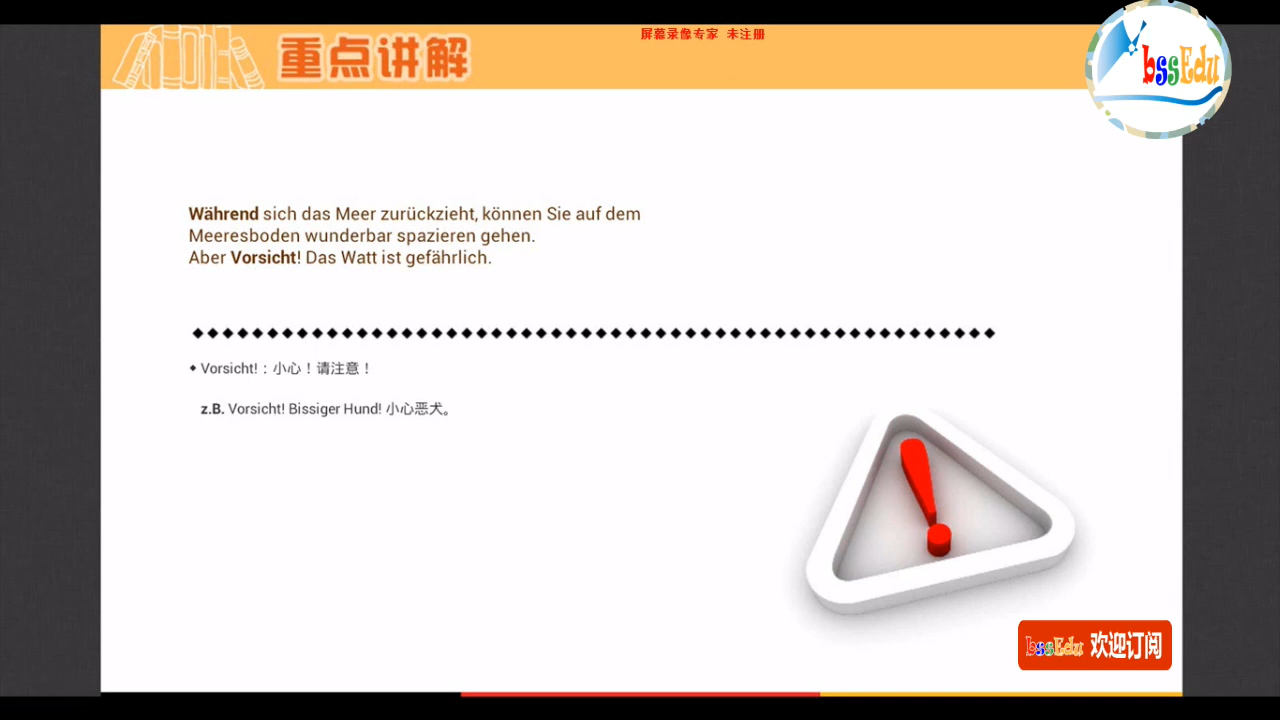 屏幕录像专家 未注册
重点讲解
bssEdu
Während sich das Meer zurückzieht, können Sie auf dem
Meeresboden wunderbar spazieren gehen.
Aber Vorsicht! Das Watt ist gefährlich.
Vorsicht! : 小心！请注意！
z.B. Vorsicht! Bissiger Hund! 小心恶犬。
bssEdu 欢迎订阅